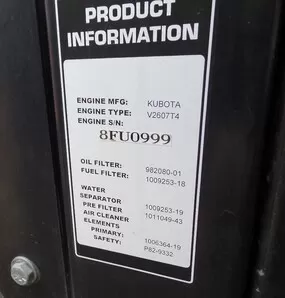 PRODUCT
INFORMATION
ENGINE MFG: KUBOTA
ENGINE TYPE: V2607T4
ENGINE S/N:
8FU0999
OIL FILTER: 982080-01
FUEL FILTER: 1009253-18
WATER
SEPARATOR
PRE FILTER 1009253-19
AIR CLEANER 1011049-43
ELEMENTS
PRIMARY: 1006364-19
SAFETY: P82-9332